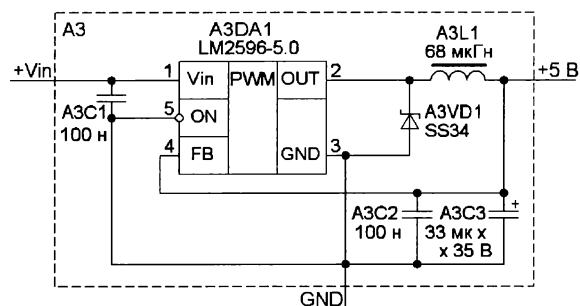 A3
A3DA1
LM2596-5.0
A3L1
68 мкГн
+Vin
1
Vin
PWM
OUT
2
+5 В
A3C1
100 н
5
ON
A3VD1
SS34
4
FB
GND
3
A3C2
100 н
A3C3
+
33 мк х
х 35 В
GND